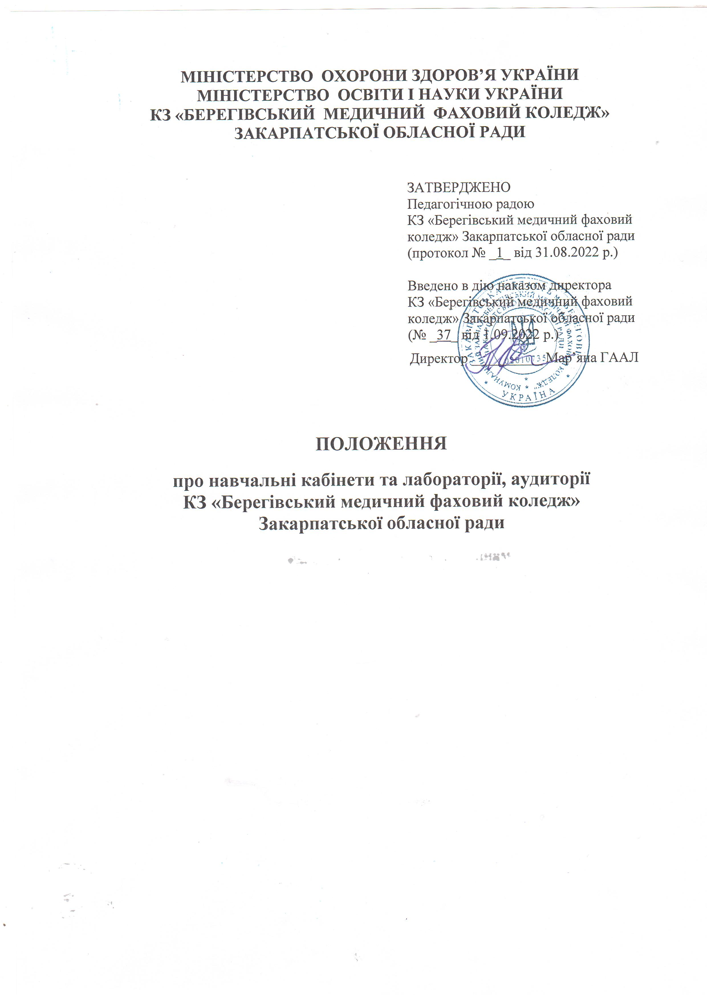 МІНІСТЕРСТВО ОХОРОНИ ЗДОРОВ’Я УКРАЇНИ
МІНІСТЕРСТВО ОСВІТИ І НАУКИ УКРАЇНИ
КЗ «БЕРЕГІВСЬКИЙ МЕДИЧНИЙ ФАХОВИЙ КОЛЕДЖ»
ЗАКАРПАТСЬКОЇ ОБЛАСНОЇ РАДИ
ЗАТВЕРДЖЕНО
Педагогічною радою
КЗ «Берегівський медичний фаховий
коледж» Закарпатської обласної ради
(протокол № _1_ від 31.08.2022 р.)
Введено в дію наказом директора
КЗ «Берегівський медичний фаховий
коледж» Закарпатської обласної ради
(№ _37_ від 1.09.2022 р.)
Директор __________ Мар’яна ГААЛ
02010735
УКРАЇНА
ПОЛОЖЕННЯ
про навчальні кабінети та лабораторії, аудиторії
КЗ «Берегівський медичний фаховий коледж»
Закарпатської обласної ради